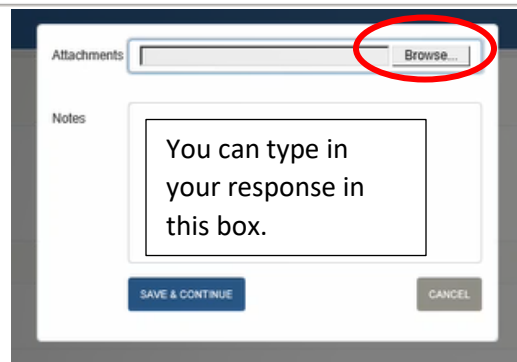 Attachments
Browse...
Notes
You can type in
your response in
this box.
SAVE & CONTINUE
CANCEL